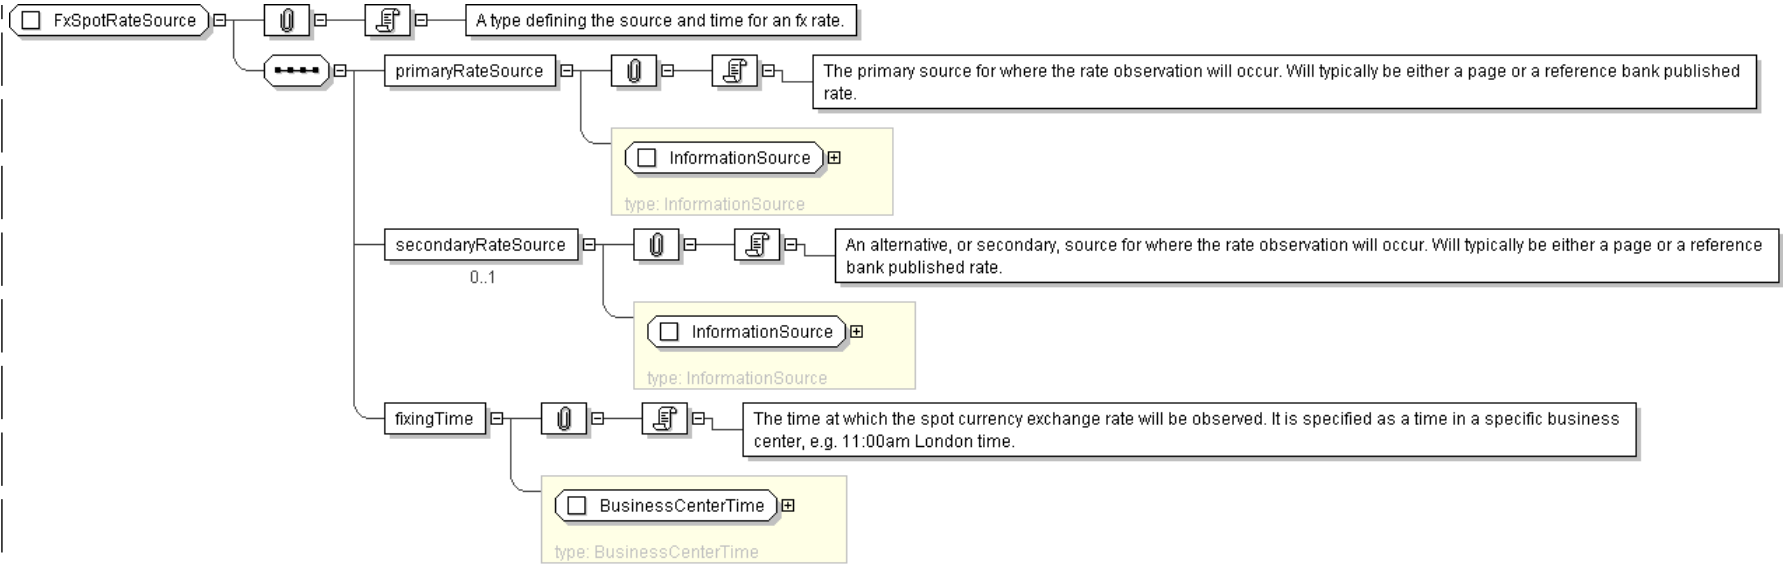 FxSpotRateSource
A type defining the source and time for an fx rate.
primaryRateSource
The primary source for where the rate observation will occur. Will typically be either a page or a reference bank published
rate.
InformationSource
type: InformationSource
secondaryRateSource
0..1
An alternative, or secondary, source for where the rate observation will occur. Will typically be either a page or a reference
bank published rate.
InformationSource
type: InformationSource
fixingTime
The time at which the spot currency exchange rate will be observed. It is specified as a time in a specific business
center, e.g. 11:00am London time.
BusinessCenterTime
type: BusinessCenterTime